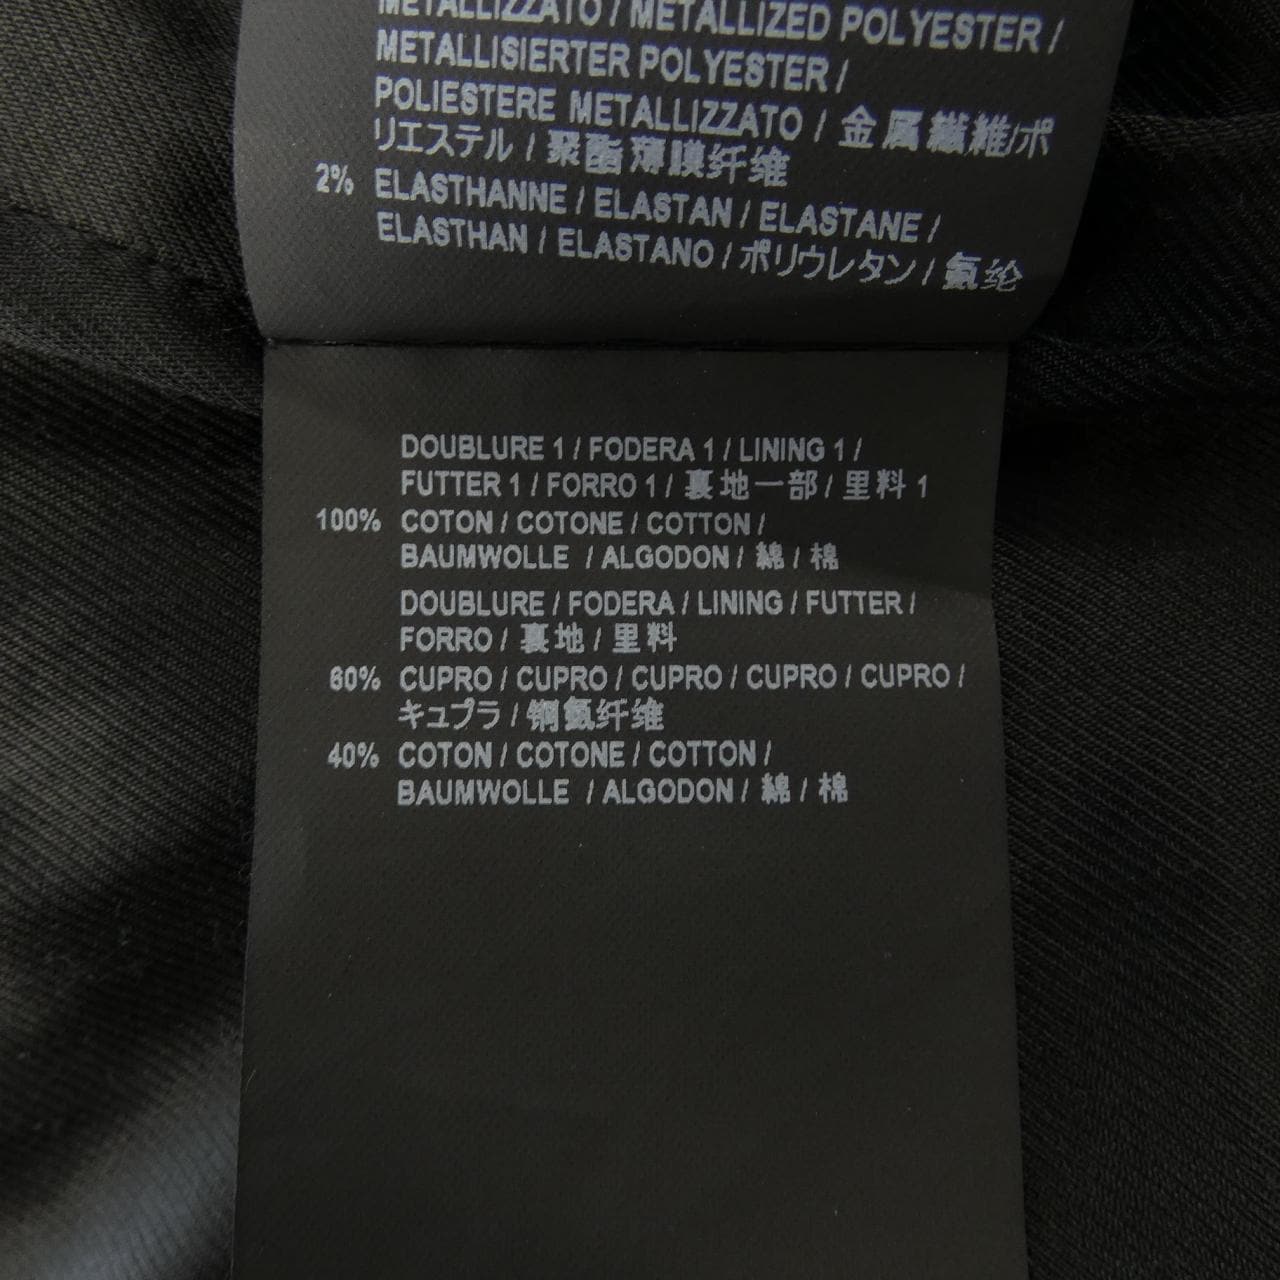 METALLIZZATO / METALLIZED POLYESTER /
METALLISIERTER POLYESTER /
POLIESTERE METALLIZZATO / 金属繊維/ポ
リエステル / 聚酯薄膜纤维
2% ELASTHANNE / ELASTAN / ELASTANE /
ELASTHAN / ELASTANO / ポリウレタン / 氨纶
DOUBLURE 1 / FODERA 1 / LINING 1 /
FUTTER 1 / FORRO 1 / 裏地一部 / 里料 1
100% COTON / COTONE / COTTON /
BAUMWOLLE / ALGODON / 綿 / 棉
DOUBLURE / FODERA / LINING / FUTTER /
FORRO / 裏地 / 里料
60% CUPRO / CUPRO / CUPRO / CUPRO / CUPRO /
キュプラ / 铜氨纤维
40% COTON / COTONE / COTTON /
BAUMWOLLE / ALGODON / 綿 / 棉